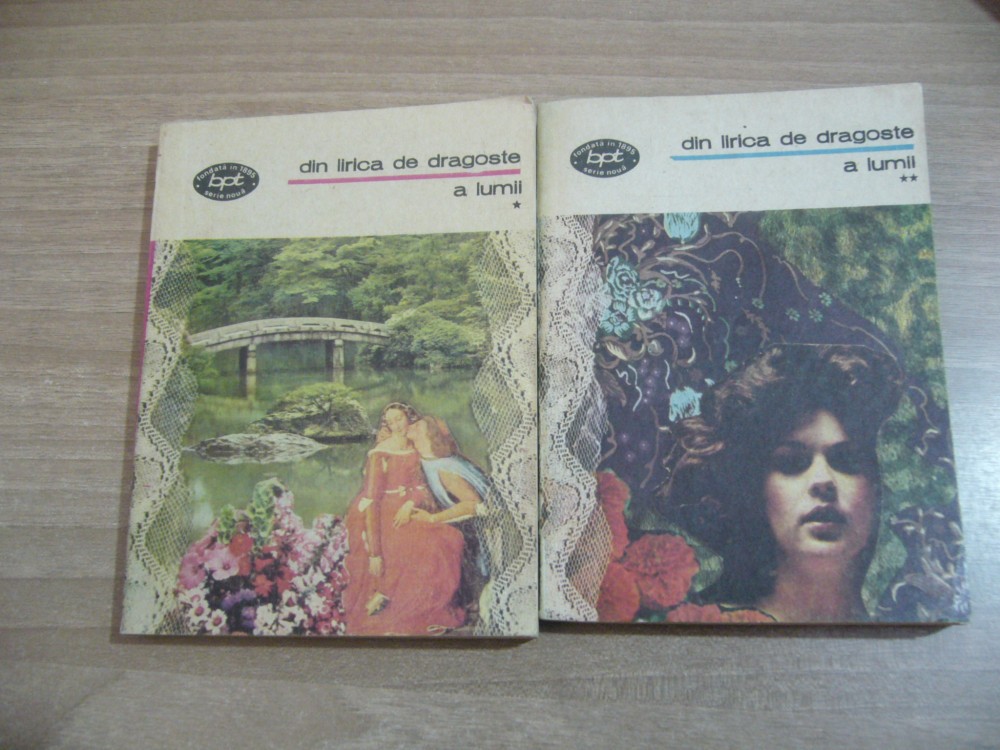 fondată în 1895
bpt
serie nouă
din lirica de dragoste
a lumii
*
fondată în 1895
bpt
serie nouă
din lirica de dragoste
a lumii
**